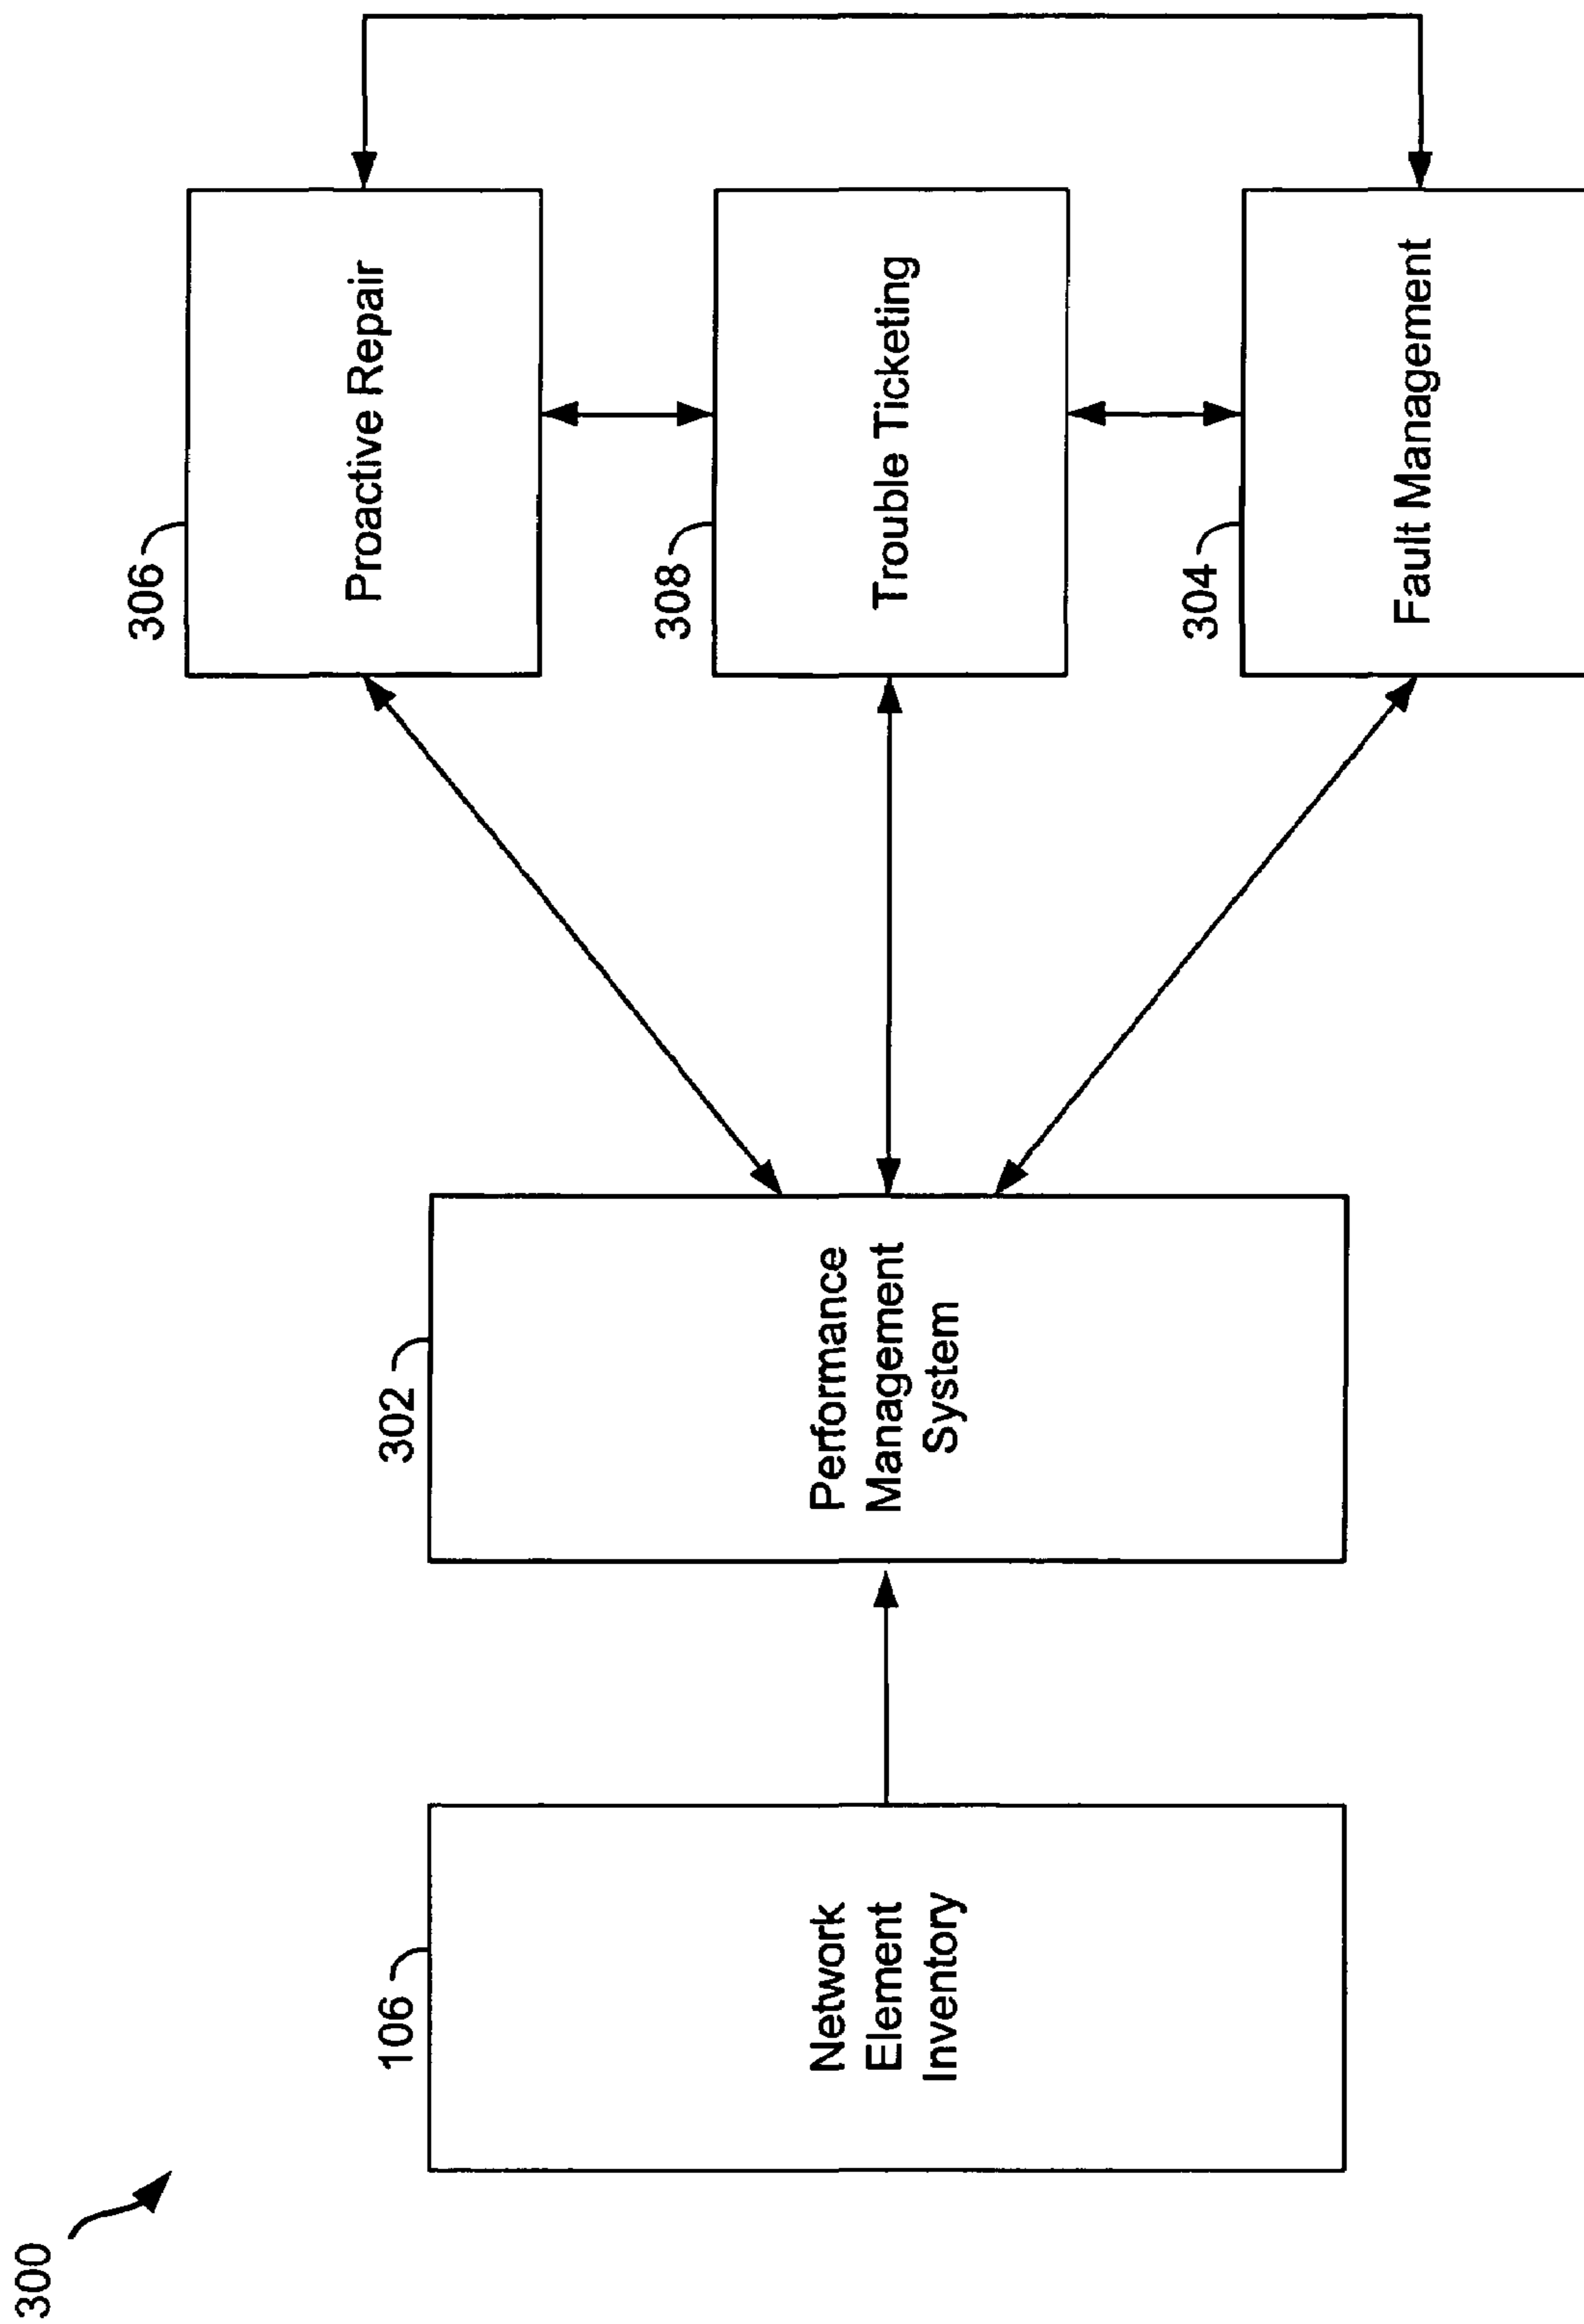 300
106
Network
Element
Inventory
302
Performance
Management
System
306
Proactive Repair
308
Trouble Ticketing
304
Fault Management